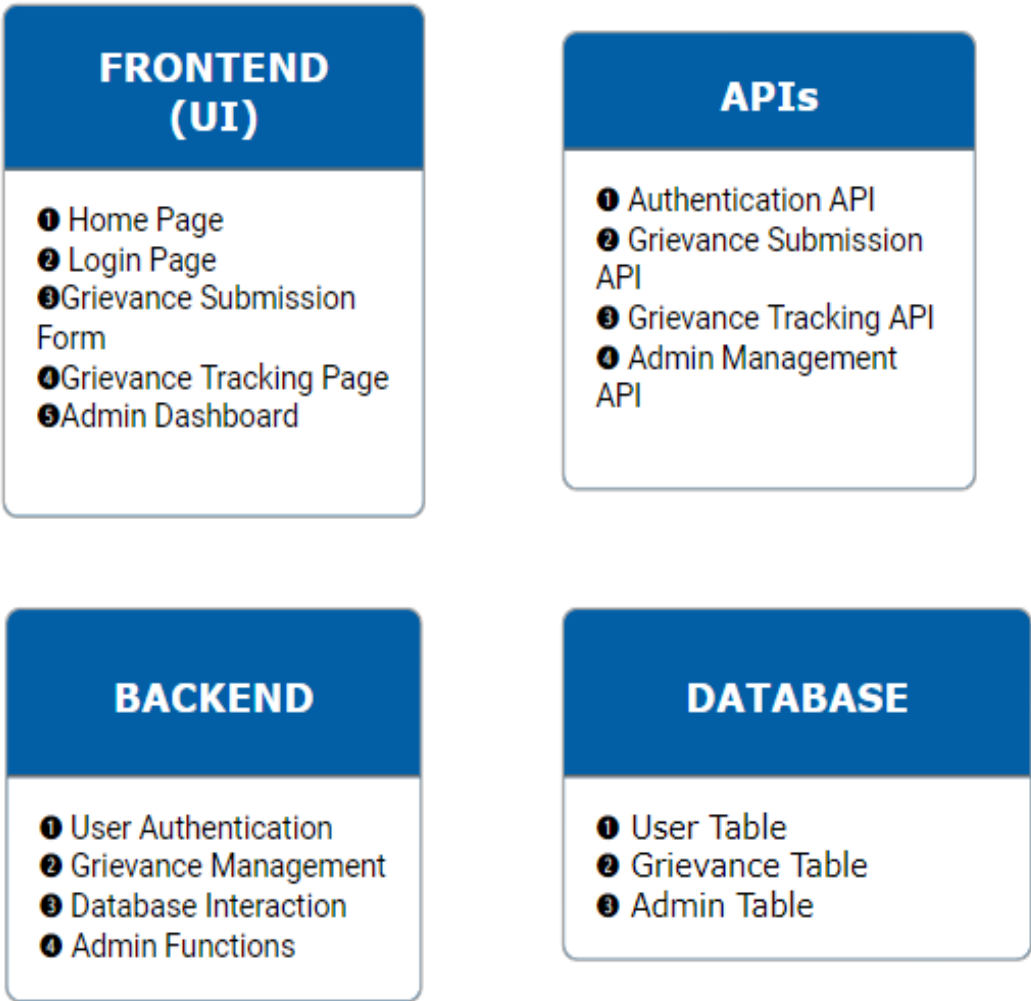 FRONTEND
(UI)
❶ Home Page
❷ Login Page
❸Grievance Submission
Form
❹Grievance Tracking Page
❺Admin Dashboard
APIs
❶ Authentication API
❷ Grievance Submission
API
❸ Grievance Tracking API
❹ Admin Management
API
BACKEND
❶ User Authentication
❷ Grievance Management
❸ Database Interaction
❹ Admin Functions
DATABASE
❶ User Table
❷ Grievance Table
❸ Admin Table